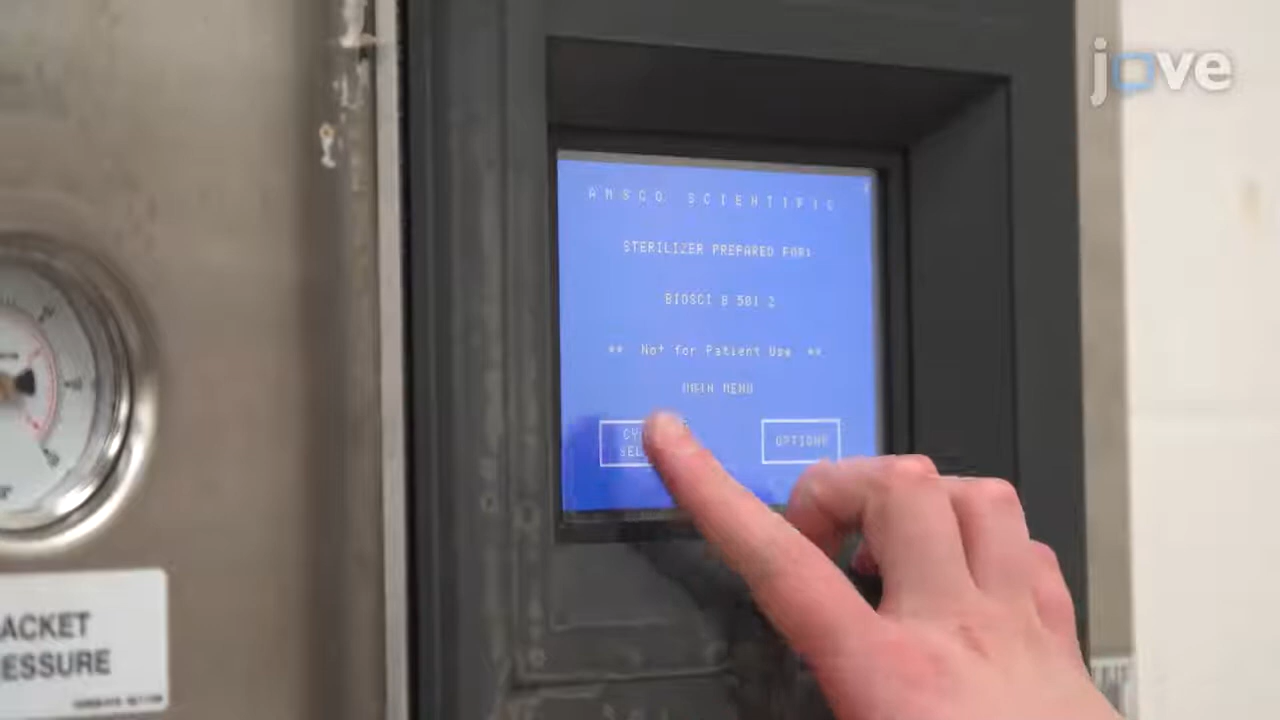 jove
AMSCO SCIENTIFIC
STERILIZER PREPARED FOR:
BIOSCI B 501 2
** Not for Patient Use **
MAIN MENU
OPTIONS
ACKET
ESSURE